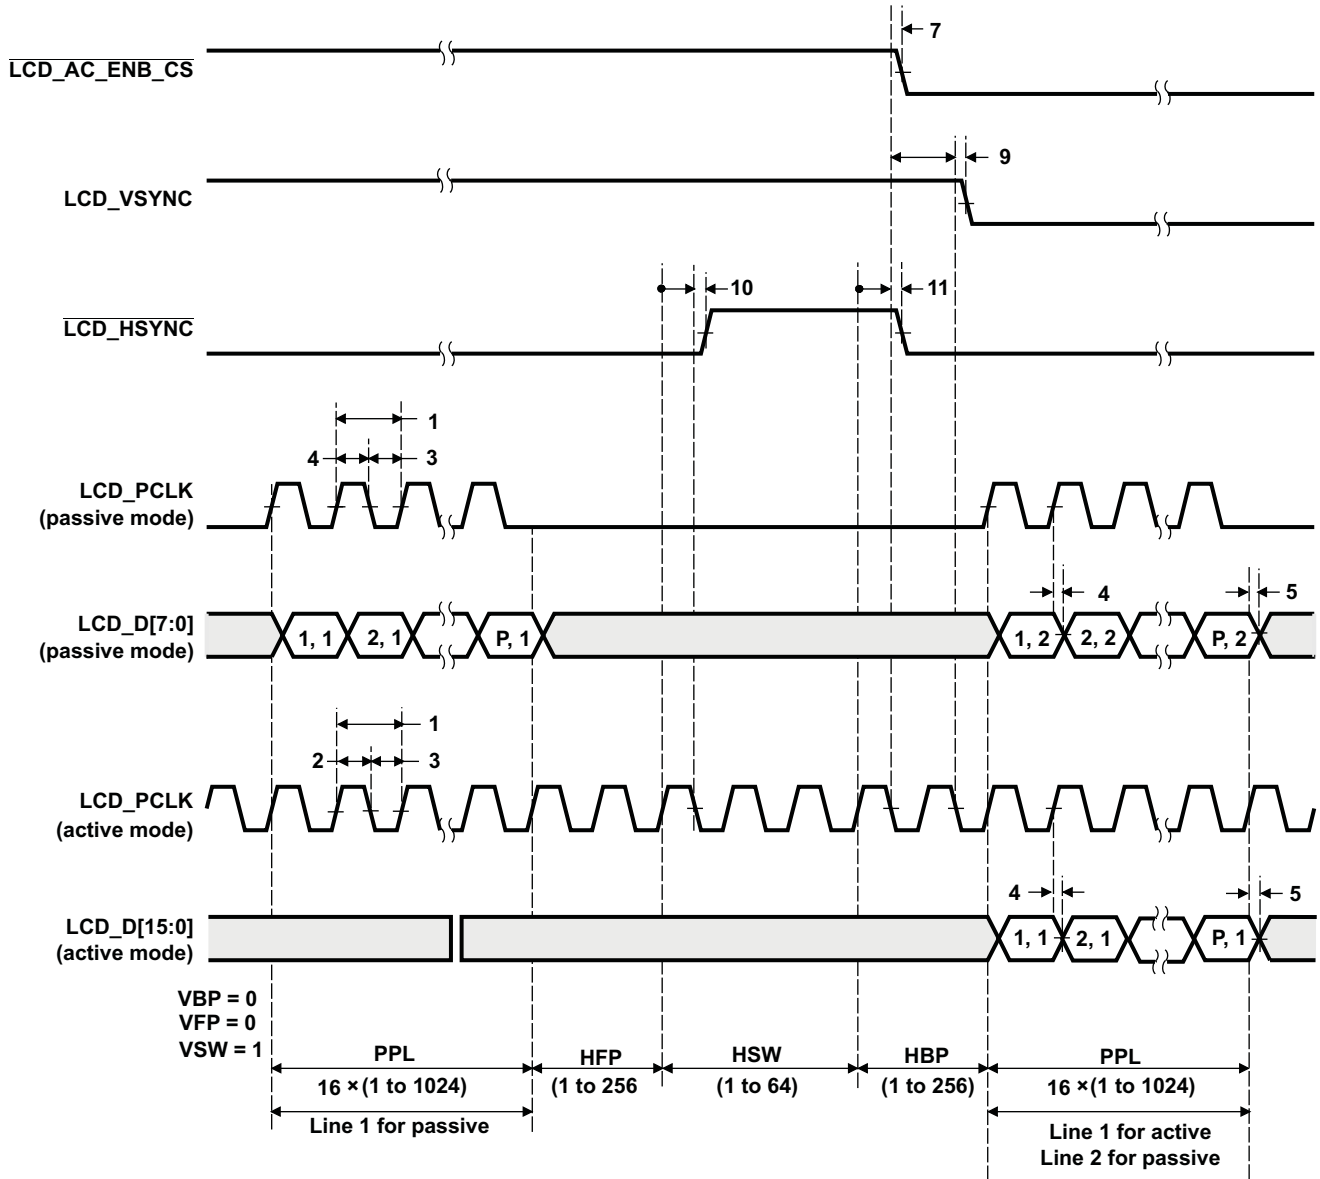 7
LCD_AC_ENB_CS
9
LCD_VSYNC
10
11
LCD_HSYNC
1
4
3
LCD_PCLK
(passive mode)
4
5
LCD_D[7:0]
(passive mode)
1, 1
2, 1
P, 1
1, 2
2, 2
P, 2
1
2
3
LCD_PCLK
(active mode)
4
5
LCD_D[15:0]
(active mode)
1, 1
2, 1
P, 1
VBP = 0
VFP = 0
VSW = 1
PPL
16 × (1 to 1024)
HFP
(1 to 256
HSW
(1 to 64)
HBP
(1 to 256)
PPL
16 × (1 to 1024)
Line 1 for passive
Line 1 for active
Line 2 for passive